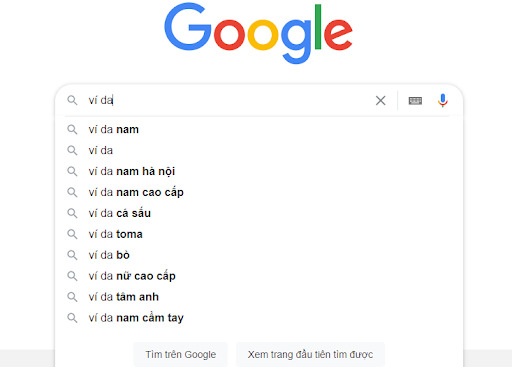 Google
ví da
ví da nam
ví da
ví da nam hà nội
ví da nam cao cấp
ví da cá sấu
ví da toma
ví da bò
ví da nữ cao cấp
ví da tâm anh
ví da nam cầm tay
Tìm trên Google
Xem trang đầu tiên tìm được